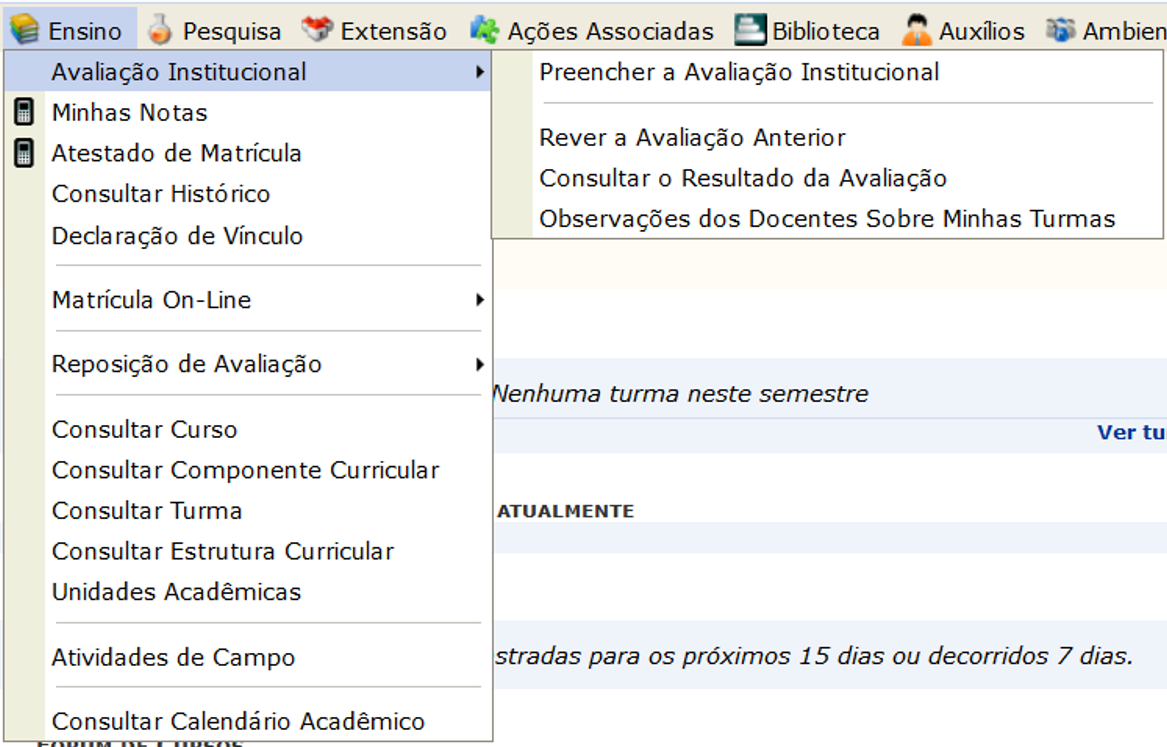 Ensino Pesquisa Extensão Ações Associadas Biblioteca Auxílios Ambien
Avaliação Institucional
Minhas Notas
Atestado de Matrícula
Consultar Histórico
Declaração de Vínculo
Matrícula On-Line
Reposição de Avaliação
Consultar Curso
Consultar Componente Curricular
Consultar Turma
Consultar Estrutura Curricular
Unidades Acadêmicas
Atividades de Campo
Consultar Calendário Acadêmico
Preencher a Avaliação Institucional
Rever a Avaliação Anterior
Consultar o Resultado da Avaliação
Observações dos Docentes Sobre Minhas Turmas
Nenhuma turma neste semestre
Ver tu
ATUALMENTE
stradas para os próximos 15 dias ou decorridos 7 dias.
FÓRUM DE CURSOS